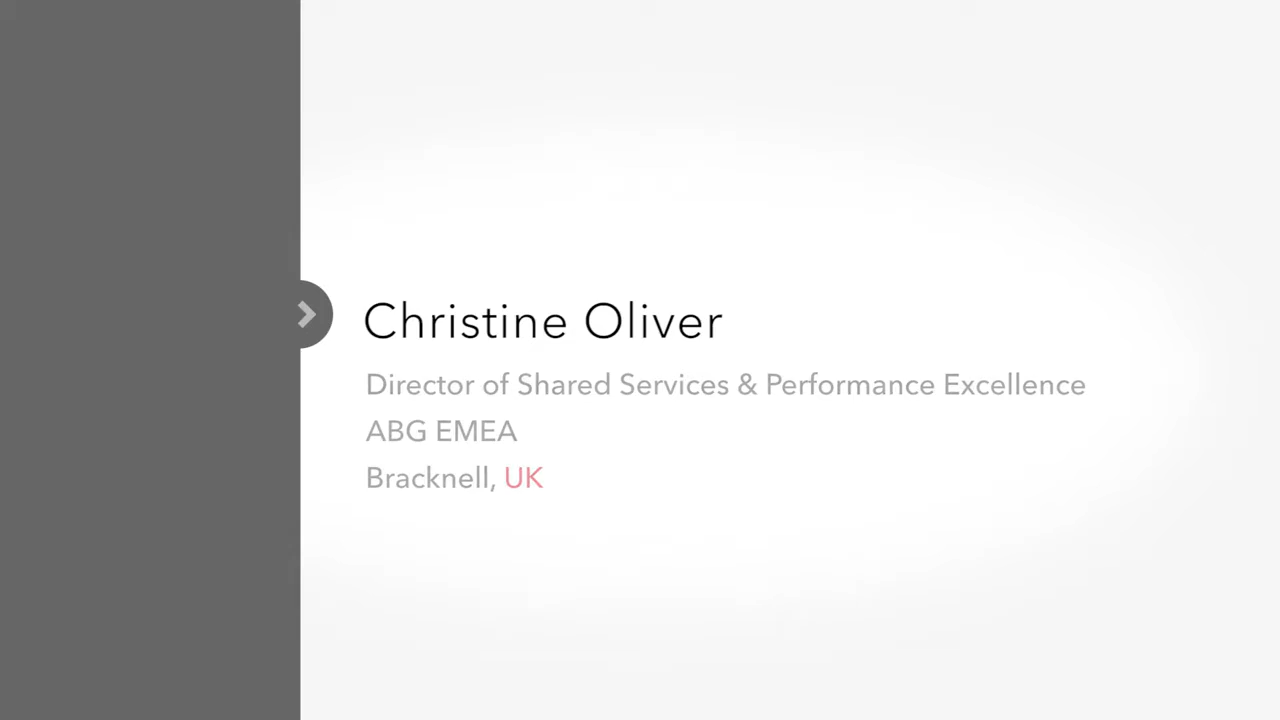 Christine Oliver
Director of Shared Services & Performance Excellence
ABG EMEA
Bracknell, UK